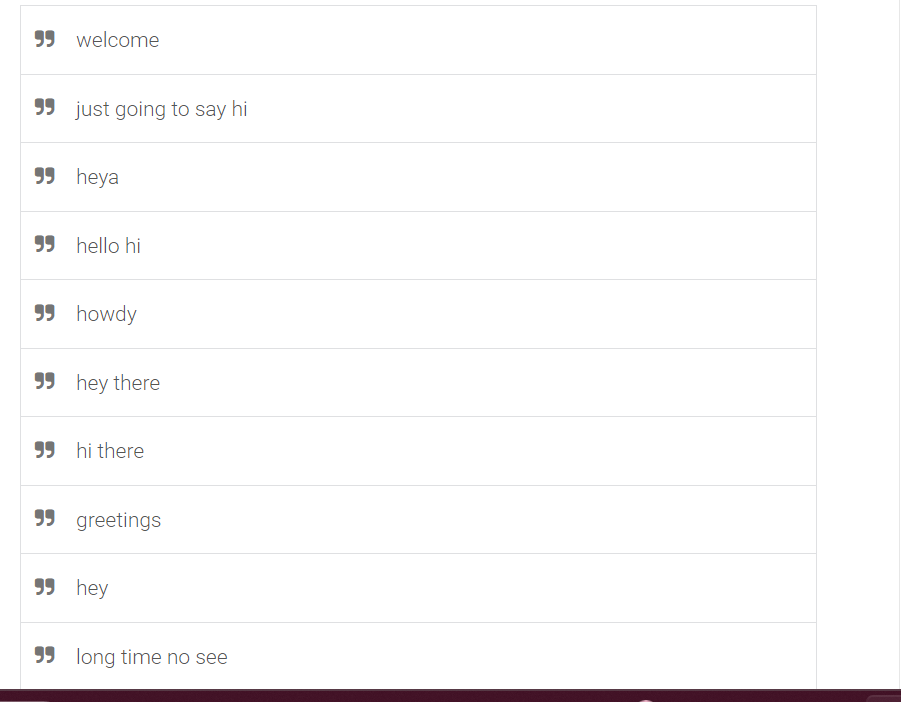 welcome
just going to say hi
heya
hello hi
howdy
hey there
hi there
greetings
hey
long time no see